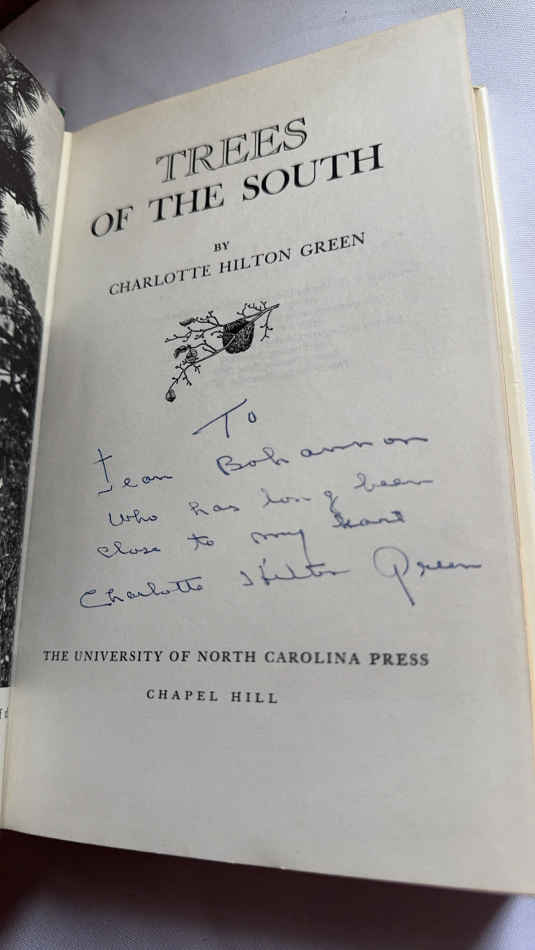 TREES
OF THE SOUTH
BY
CHARLOTTE HILTON GREEN
To
Jean Bohannon
who has long been
close to my heart
Charlotte Hilton Green
THE UNIVERSITY OF NORTH CAROLINA PRESS
CHAPEL HILL